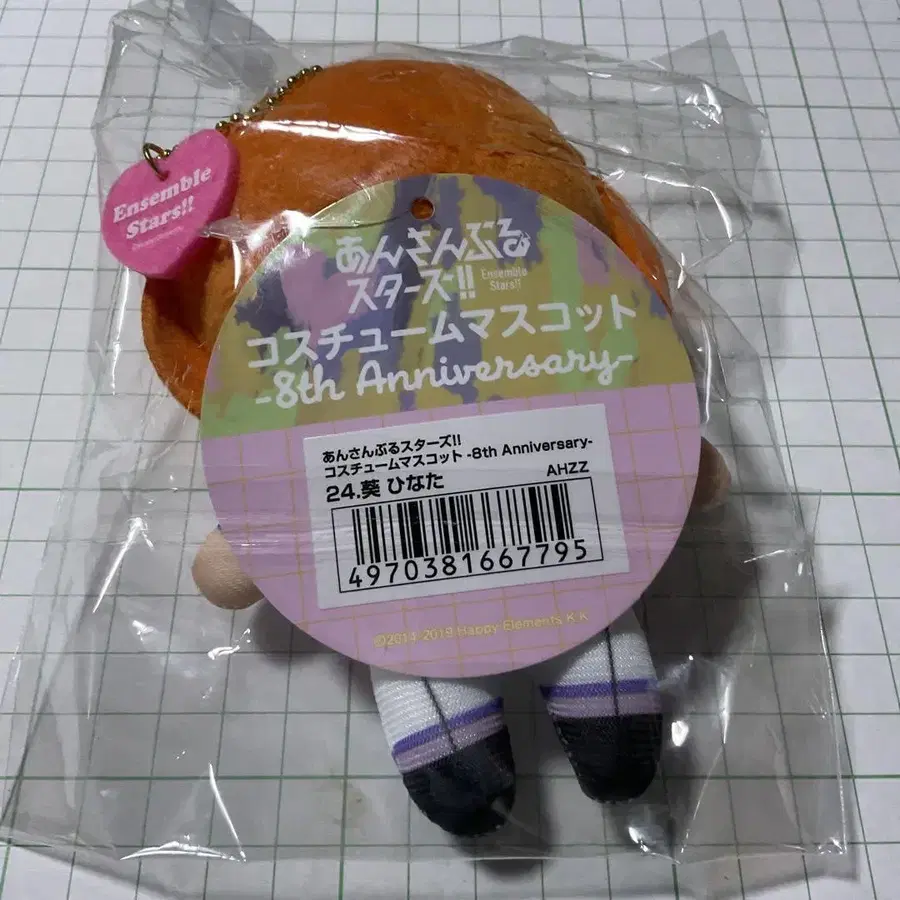 Ensemble
Stars!!
あんさんぶる
スターズ!!
Ensemble
Stars!!
コスチュームマスコット
-8th Anniversary-
あんさんぶるスターズ!!
コスチュームマスコット -8th Anniversary-
24.葵 ひなた
AHZZ
4970381667795
©2014-2019 Happy Elements K.K